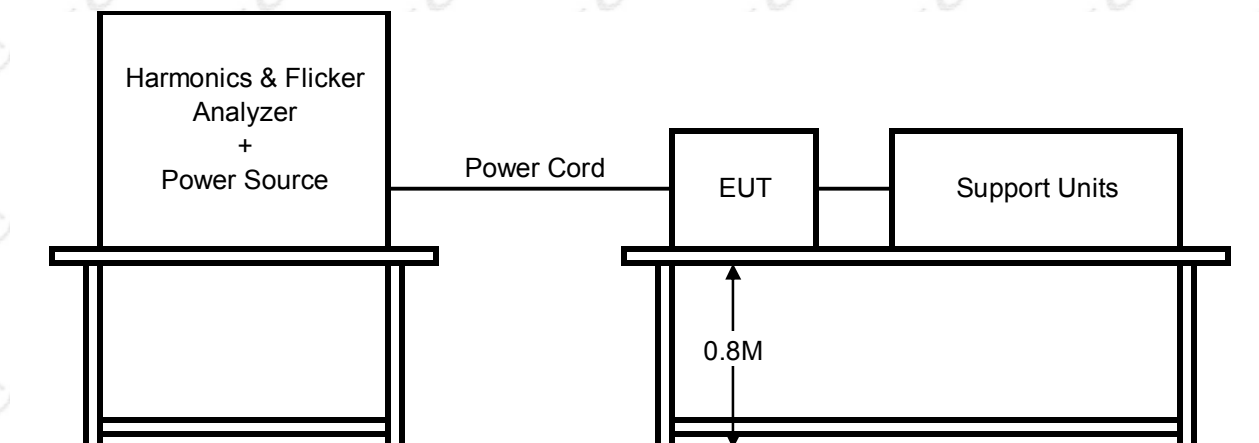 Harmonics & Flicker
Analyzer
+
Power Source
Power Cord
EUT
Support Units
0.8M